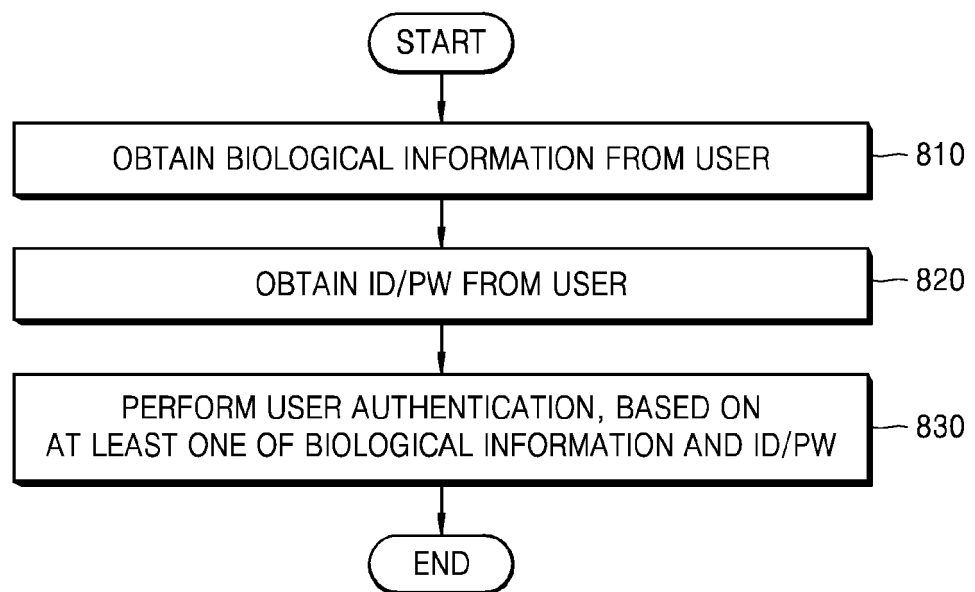 START
OBTAIN BIOLOGICAL INFORMATION FROM USER
810
OBTAIN ID/PW FROM USER
820
PERFORM USER AUTHENTICATION, BASED ON
AT LEAST ONE OF BIOLOGICAL INFORMATION AND ID/PW
830
END